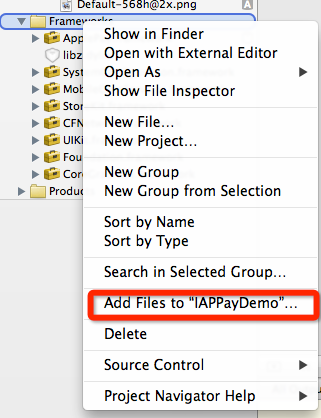 Default-568h@2x.png
A
Frameworks
Show in Finder
App
Open with External Editor
libz
Open As
Syst
Show File Inspector
Mob
Stor
New File...
CFN
New Project...
UIKi
Fou
New Group
Core
New Group from Selection
Produ
Sort by Name
Sort by Type
Search in Selected Group...
Add Files to “IAPPayDemo”...
Delete
Source Control
Project Navigator Help